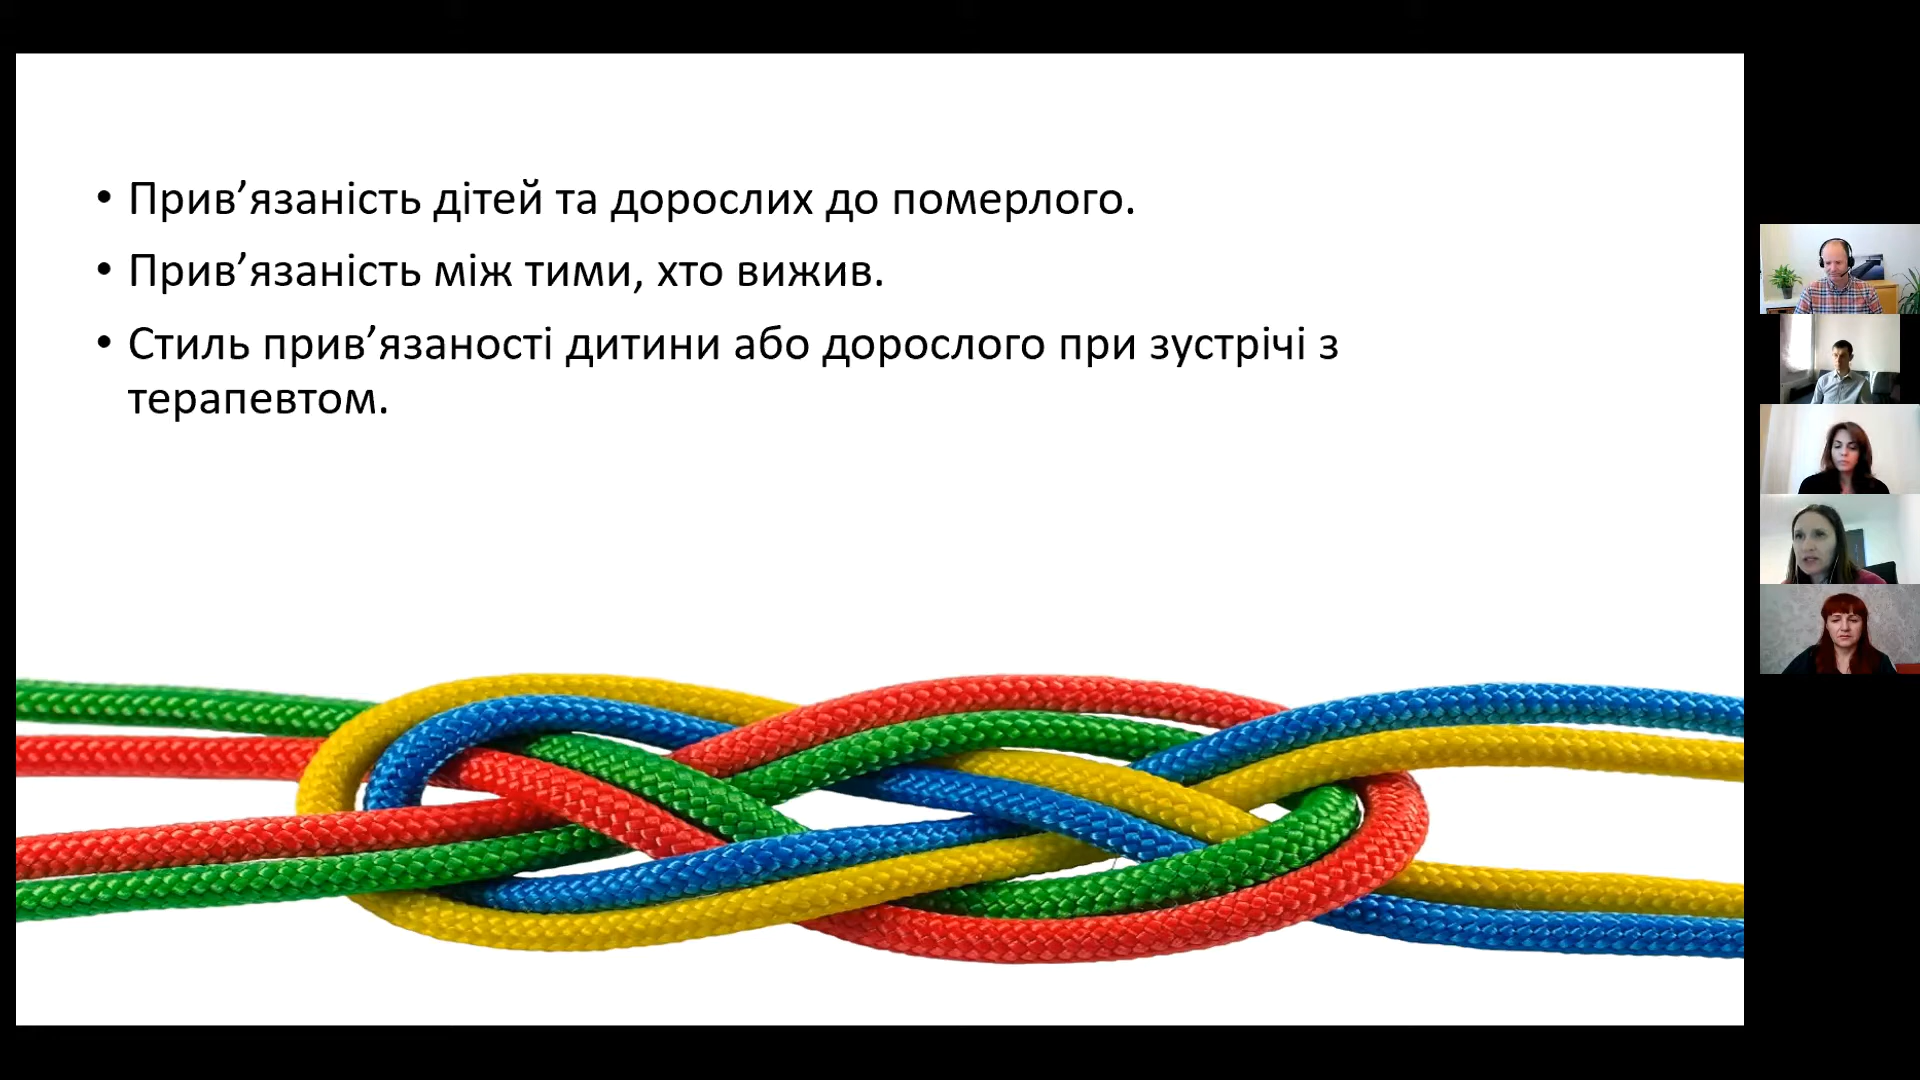 • Прив’язаність дітей та дорослих до померлого.
• Прив’язаність між тими, хто вижив.
• Стиль прив’язаності дитини або дорослого при зустрічі з
терапевтом.